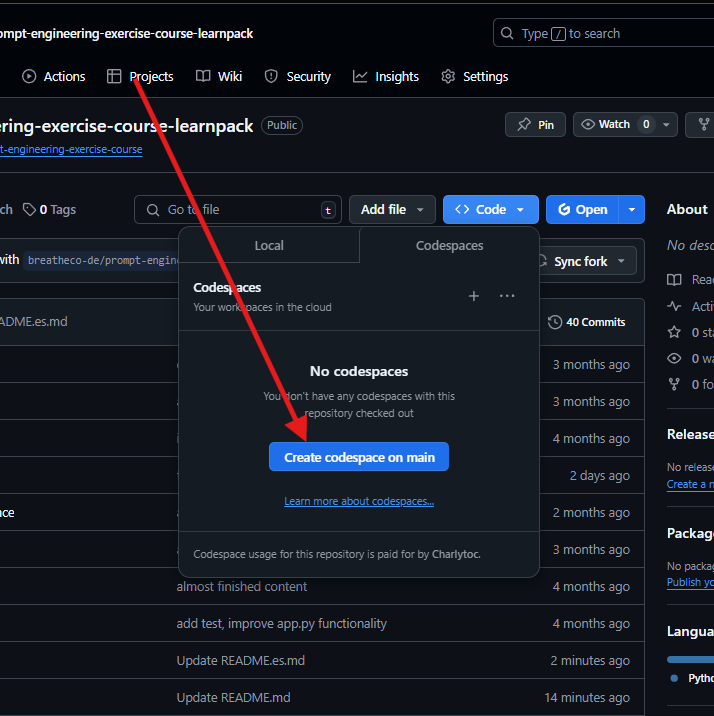 ompt-engineering-exercise-course-learnpack
Type / to search
Actions Projects Wiki Security Insights Settings
ering-exercise-course-learnpack Public
Pin Watch 0
t-engineering-exercise-course
ch 0 Tags
Go to file t
Add file Code Open
About
Local Codespaces
No desc
with breatheco-de/prompt-engin
Sync fork
Codespaces
Your workspaces in the cloud
Rea
Acti
ADME.es.md
40 Commits
0 sta
0 wa
0 fo
No codespaces
3 months ago
You don't have any codespaces with this
repository checked out
3 months ago
4 months ago
Release
Create codespace on main
No release
2 days ago
Create a n
Learn more about codespaces...
nce
2 months ago
Packag
Codespace usage for this repository is paid for by Charlytoc.
3 months ago
No packag
Publish yo
almost finished content 4 months ago
add test, improve app.py functionality 4 months ago
Langua
Update README.es.md 2 minutes ago
Pytho
Update README.md 14 minutes ago